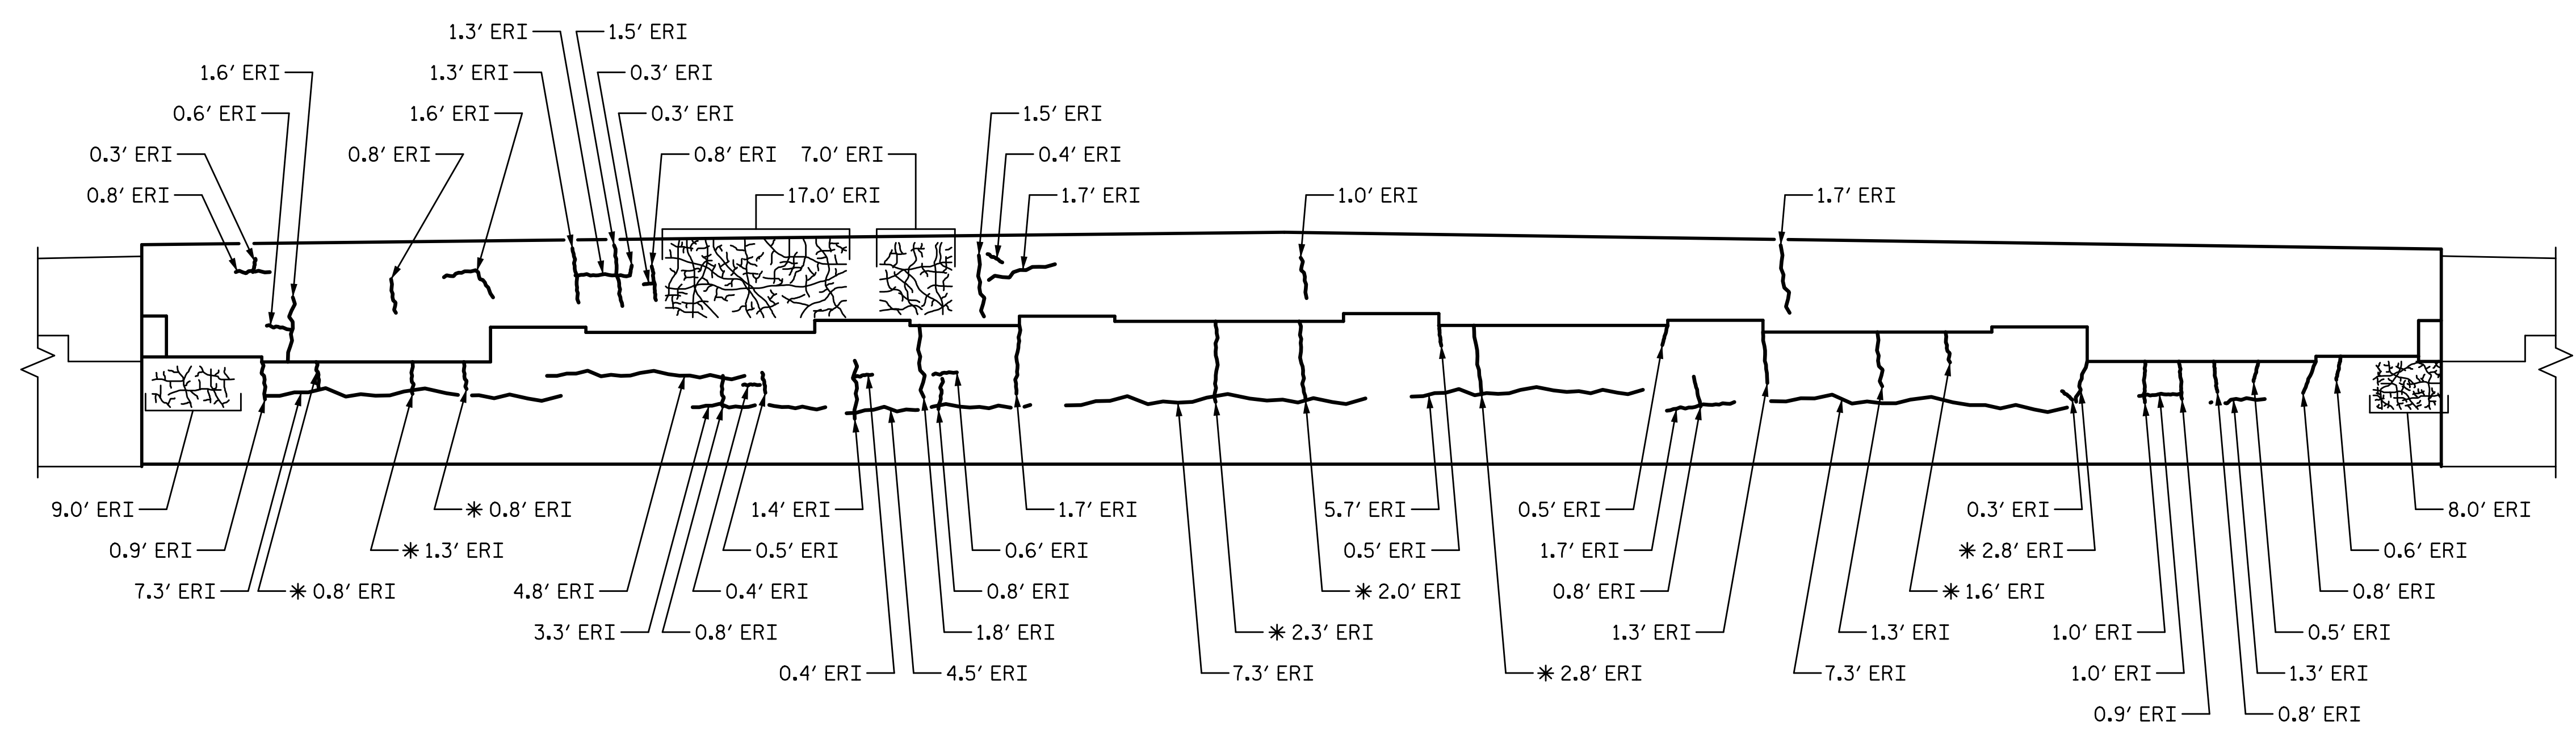 1.3' ERI 1.5' ERI
1.6' ERI 1.3' ERI 0.3' ERI
0.6' ERI 1.6' ERI 0.3' ERI 1.5' ERI
0.3' ERI 0.8' ERI 0.8' ERI 7.0' ERI 0.4' ERI
0.8' ERI 17.0' ERI 1.7' ERI 1.0' ERI 1.7' ERI
9.0' ERI ✳ 0.8' ERI 1.4' ERI 1.7' ERI 5.7' ERI 0.5' ERI 0.3' ERI 8.0' ERI
0.9' ERI ✳ 1.3' ERI 0.5' ERI 0.6' ERI 0.5' ERI 1.7' ERI ✳ 2.8' ERI 0.6' ERI
7.3' ERI ✳ 0.8' ERI 4.8' ERI 0.4' ERI 0.8' ERI ✳ 2.0' ERI 0.8' ERI ✳ 1.6' ERI 0.8' ERI
3.3' ERI 0.8' ERI 1.8' ERI ✳ 2.3' ERI 1.3' ERI 1.3' ERI 1.0' ERI 0.5' ERI
0.4' ERI 4.5' ERI 7.3' ERI ✳ 2.8' ERI 7.3' ERI 1.0' ERI 1.3' ERI
0.9' ERI 0.8' ERI